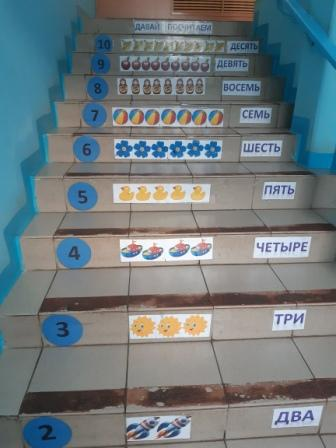 ДАВАЙ ПОСЧИТАЕМ
10 ДЕСЯТЬ
9 ДЕВЯТЬ
8 ВОСЕМЬ
7 СЕМЬ
6 ШЕСТЬ
5 ПЯТЬ
4 ЧЕТЫРЕ
3 ТРИ
2 ДВА